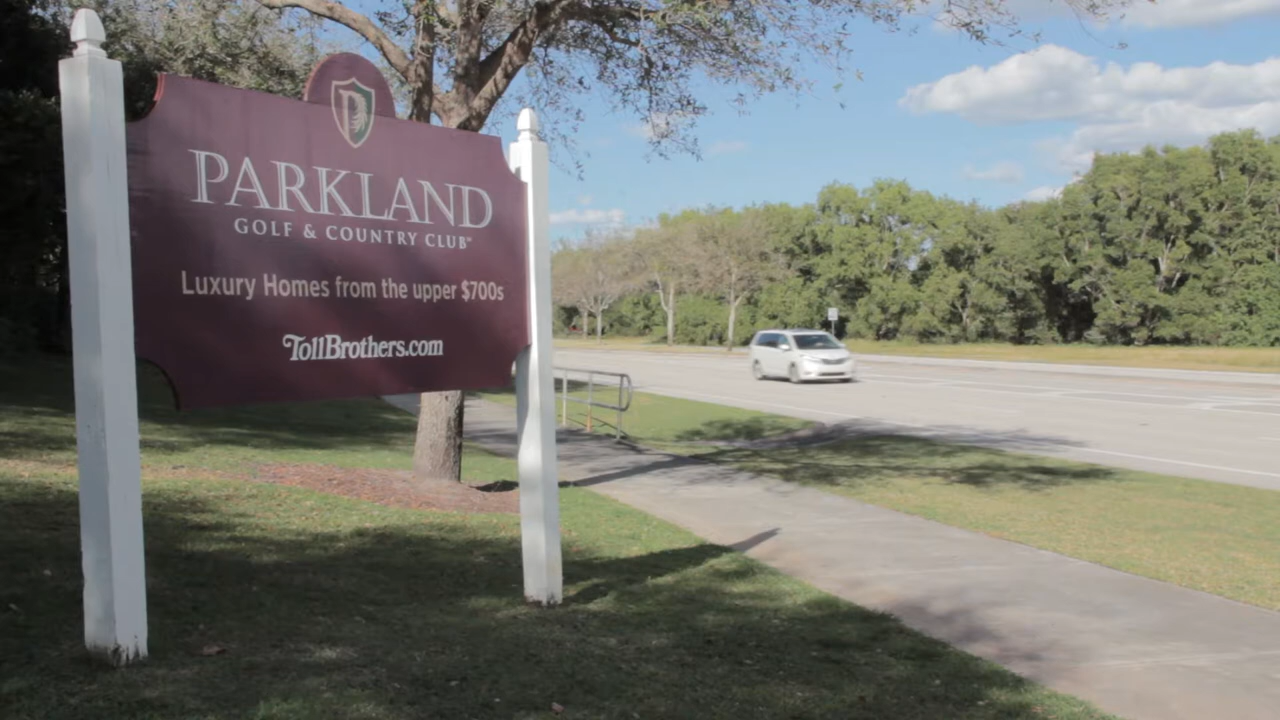 P
PARKLAND
GOLF & COUNTRY CLUB
Luxury Homes from the upper $700s
TollBrothers.com